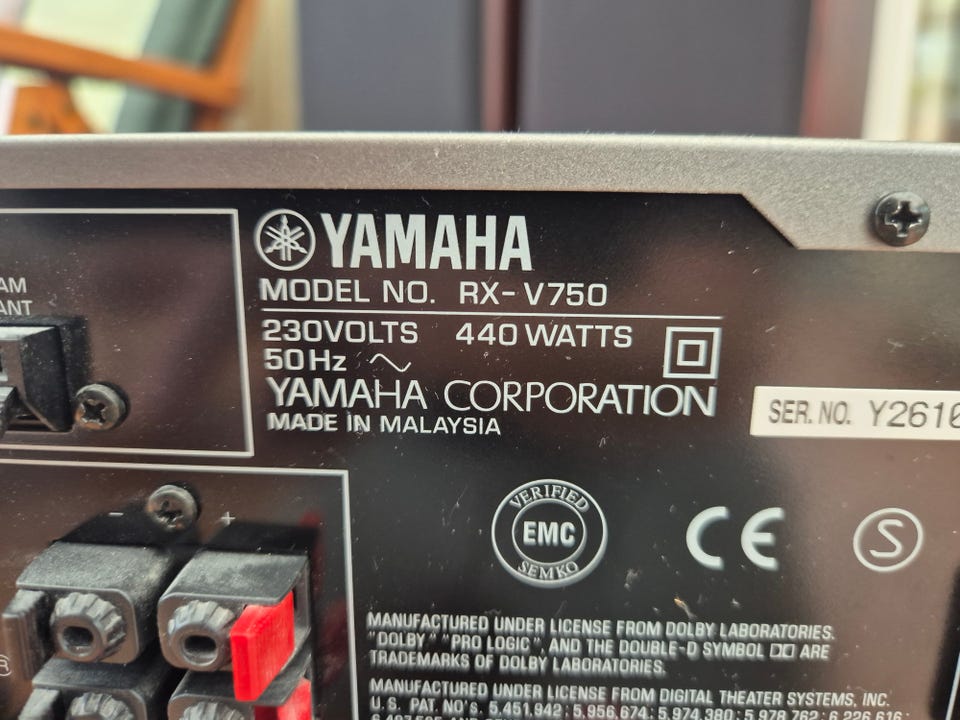 AM
ANT
YAMAHA
MODEL NO. RX-V750
230VOLTS 440 WATTS
50Hz
YAMAHA CORPORATION
MADE IN MALAYSIA
SER. NO. Y2610
- +
VERIFIED
EMC
SEMKO
CE
S
MANUFACTURED UNDER LICENSE FROM DOLBY LABORATORIES.
"DOLBY" "PRO LOGIC", AND THE DOUBLE-D SYMBOL ARE
TRADEMARKS OF DOLBY LABORATORIES.
MANUFACTURED UNDER LICENSE FROM DIGITAL THEATER SYSTEMS, INC.
U.S. PAT. NO's. 5,451,942; 5,956,674; 5,974,380; 5,978,762; 6,226,616;